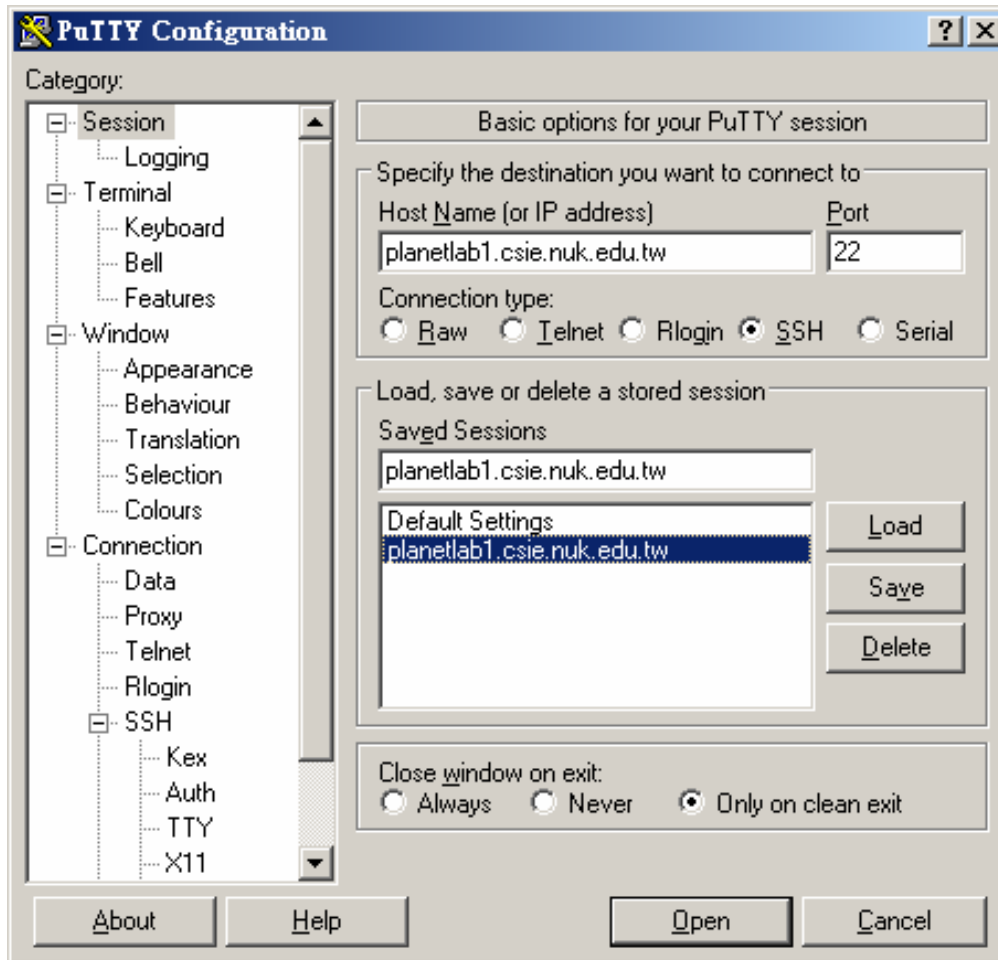 PuTTY Configuration
Category:
Session
Logging
Terminal
Keyboard
Bell
Features
Window
Appearance
Behaviour
Translation
Selection
Colours
Connection
Data
Proxy
Telnet
Rlogin
SSH
Kex
Auth
TTY
X11
Basic options for your PuTTY session
Specify the destination you want to connect to
Host Name (or IP address) Port
planetlab1.csie.nuk.edu.tw 22
Connection type:
Raw Telnet Rlogin SSH Serial
Load, save or delete a stored session
Saved Sessions
planetlab1.csie.nuk.edu.tw
Default Settings
planetlab1.csie.nuk.edu.tw
Load
Save
Delete
Close window on exit:
Always Never Only on clean exit
About Help Open Cancel